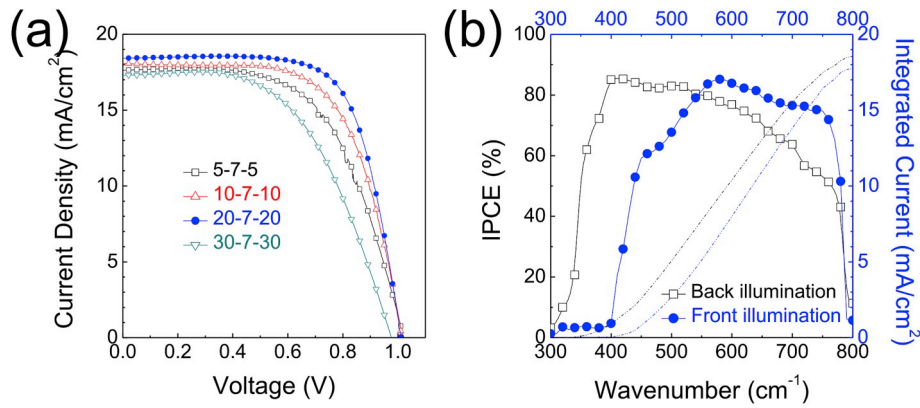 (a)
Current Density (mA/cm²)
20
15
10
5
0
5-7-5
10-7-10
20-7-20
30-7-30
0.0 0.2 0.4 0.6 0.8 1.0
Voltage (V)
(b)
300 400 500 600 700 800
IPCE (%)
100
80
60
40
20
0
Back illumination
Front illumination
20
15
10
5
0
Integrated Current (mA/cm²)
300 400 500 600 700 800
Wavenumber (cm⁻¹)